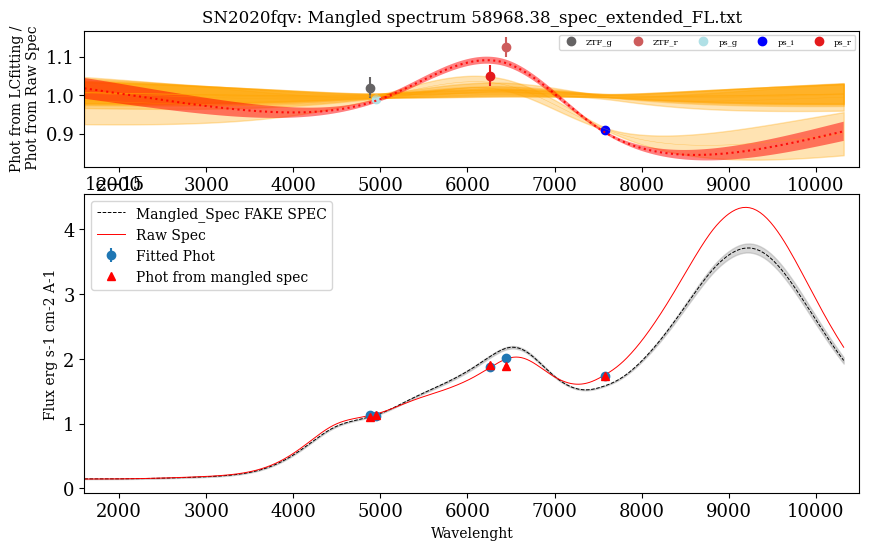 SN2020fqv: Mangled spectrum 58968.38_spec_extended_FL.txt
Phot from LCfitting /
Phot from Raw Spec
1.1
1.0
0.9
ZTF_g ZTF_r ps_g ps_i ps_r
2000 3000 4000 5000 6000 7000 8000 9000 10000
Flux erg s-1 cm-2 A-1
4
3
2
1
0
Mangled_Spec FAKE SPEC
Raw Spec
Fitted Phot
Phot from mangled spec
2000 3000 4000 5000 6000 7000 8000 9000 10000
Wavelenght